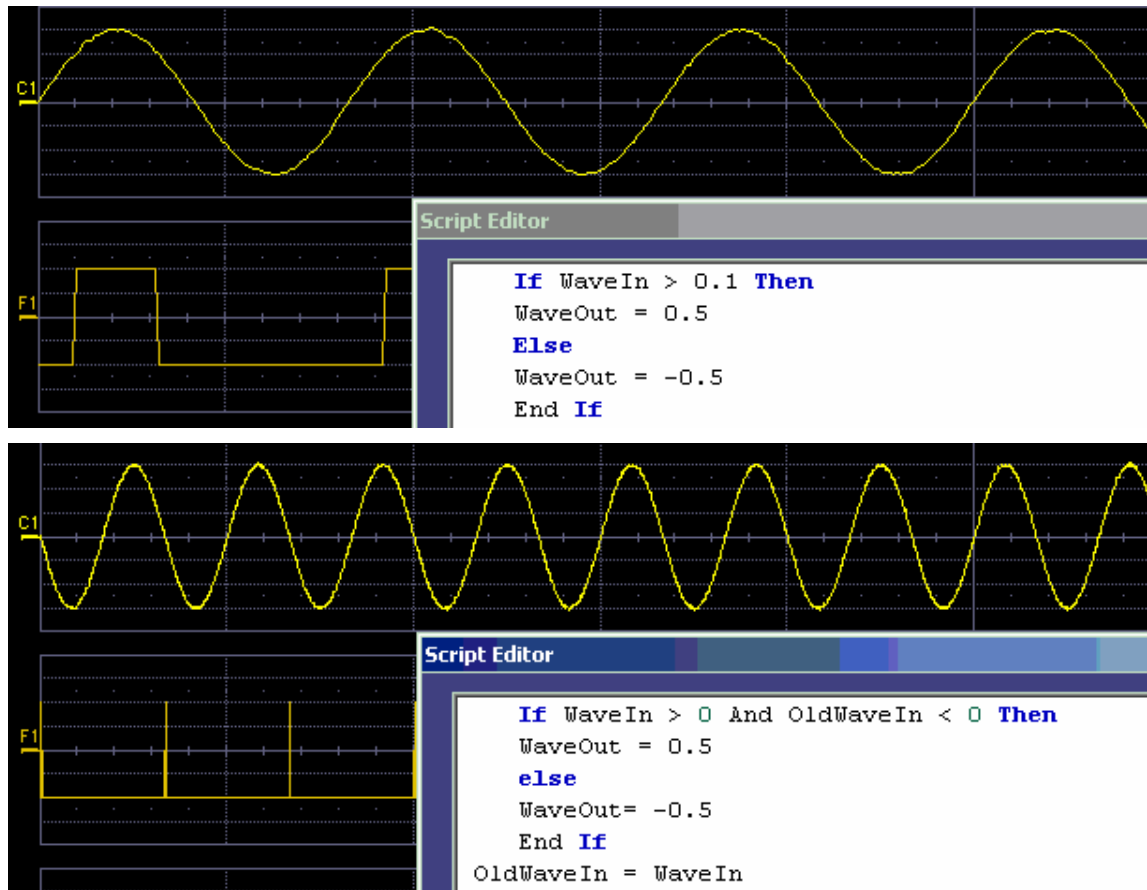 C1
F1
Script Editor
If WaveIn > 0.1 Then
WaveOut = 0.5
Else
WaveOut = -0.5
End If
C1
F1
Script Editor
If WaveIn > 0 And OldWaveIn < 0 Then
WaveOut = 0.5
else
WaveOut= -0.5
End If
OldWaveIn = WaveIn